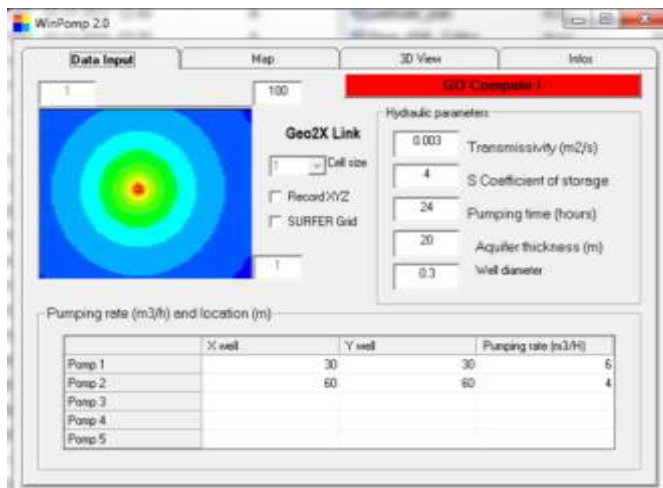 WinPomp 2.0
Data Input Map 3D View Infos
1 100 GO Compute !
Hydraulic parameters
Geo2X Link
0.003 Transmissivity (m2/s)
1 Cell size
4 S Coefficient of storage
Record XYZ
24 Pumping time (hours)
SURFER Grid
20 Aquifer thickness (m)
1
0.3 Well diameter
Pumping rate (m3/h) and location (m)
X well Y well Pumping rate (m3/H)
Pomp 1 30 30 6
Pomp 2 60 60 4
Pomp 3
Pomp 4
Pomp 5